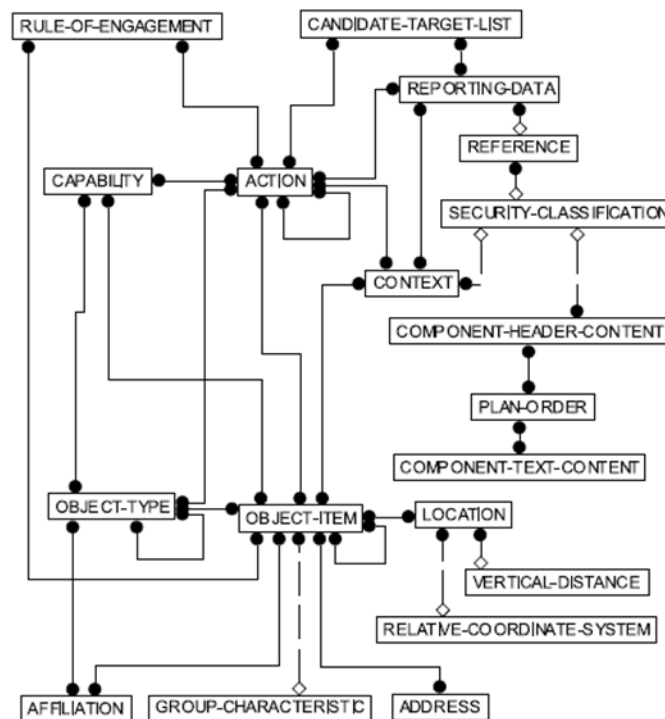 RULE-OF-ENGAGEMENT
CANDIDATE-TARGET-LIST
REPORTING-DATA
REFERENCE
CAPABILITY
ACTION
SECURITY-CLASSIFICATION
CONTEXT
COMPONENT-HEADER-CONTENT
PLAN-ORDER
COMPONENT-TEXT-CONTENT
OBJECT-TYPE
OBJECT-ITEM
LOCATION
VERTICAL-DISTANCE
RELATIVE-COORDINATE-SYSTEM
AFFILIATION
GROUP-CHARACTERISTIC
ADDRESS